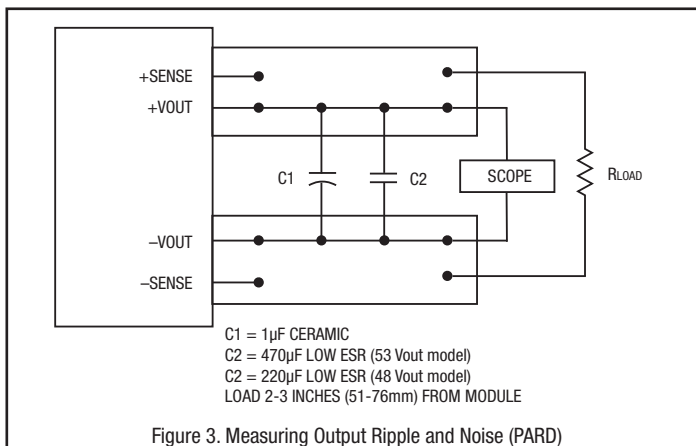 +SENSE
+VOUT
C1
C2
SCOPE
RLOAD
–VOUT
–SENSE
C1 = 1µF CERAMIC
C2 = 470µF LOW ESR (53 Vout model)
C2 = 220µF LOW ESR (48 Vout model)
LOAD 2-3 INCHES (51-76mm) FROM MODULE
Figure 3. Measuring Output Ripple and Noise (PARD)